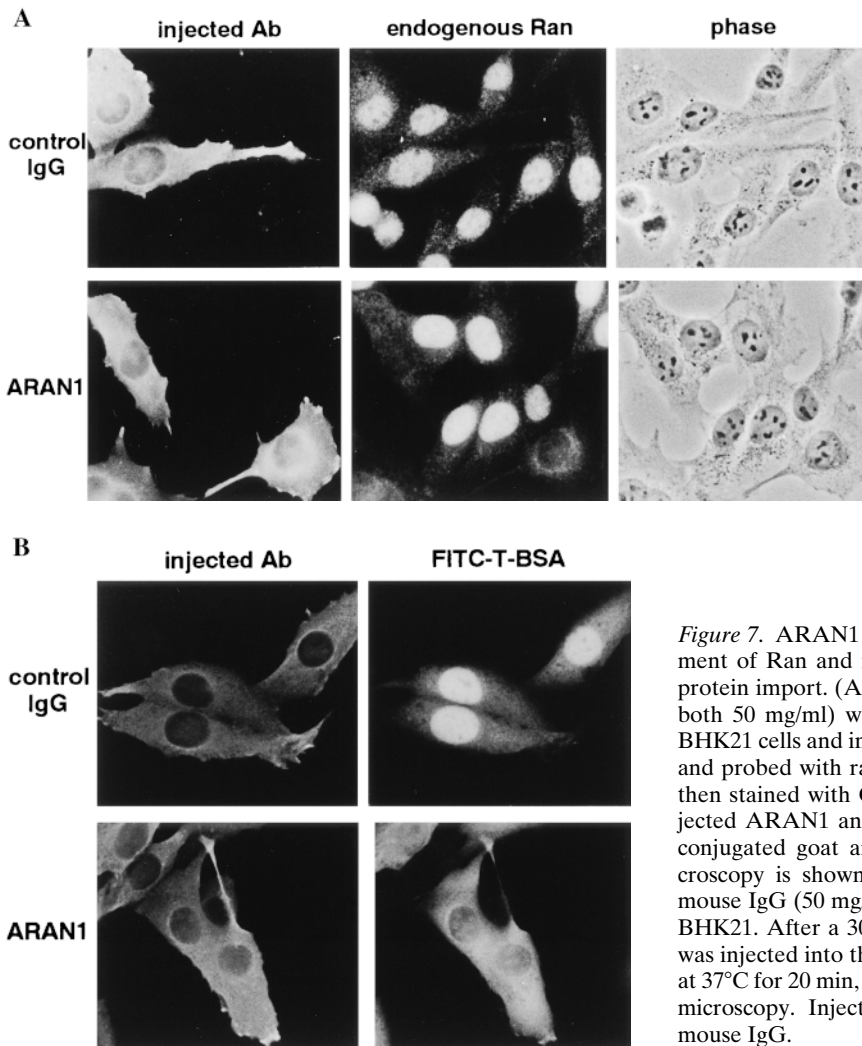 A
injected Ab endogenous Ran phase
control
IgG
ARAN1
B
injected Ab FITC-T-BSA
control
IgG
ARAN1
Figure 7. ARAN1
ment of Ran and
protein import. (A
both 50 mg/ml) w
BHK21 cells and in
and probed with ra
then stained with
jected ARAN1 an
conjugated goat a
croscopy is shown
mouse IgG (50 mg
BHK21. After a 30
was injected into th
at 37°C for 20 min,
microscopy. Inject
mouse IgG.